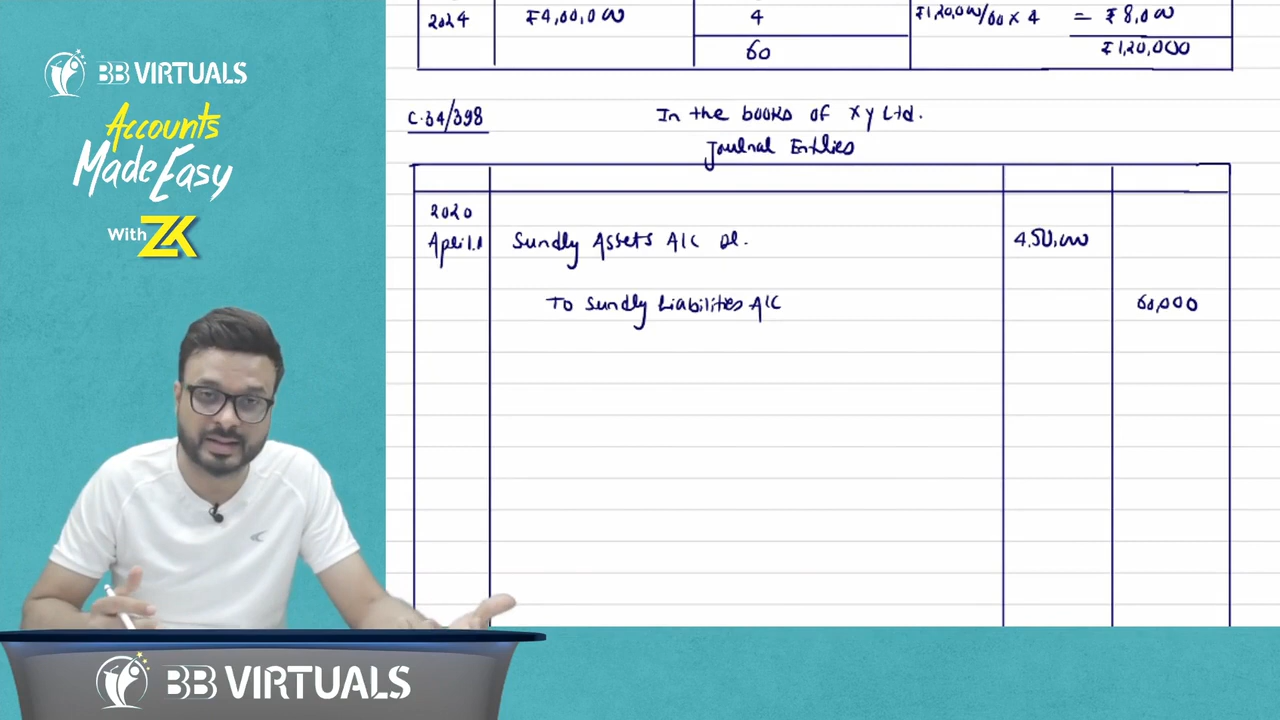 BB VIRTUALS
Accounts
Made Easy
With ZK
2024 ₹4,00,000 4 ₹1,20,000/60 x 4 = ₹8,000
60 ₹1,20,000
C.34/398 In the books of XY Ltd.
Journal Entries
2020
April.1 Sundry Assets A/C Dr. 4,50,000
To Sundry Liabilities A/C 60,000
BB VIRTUALS